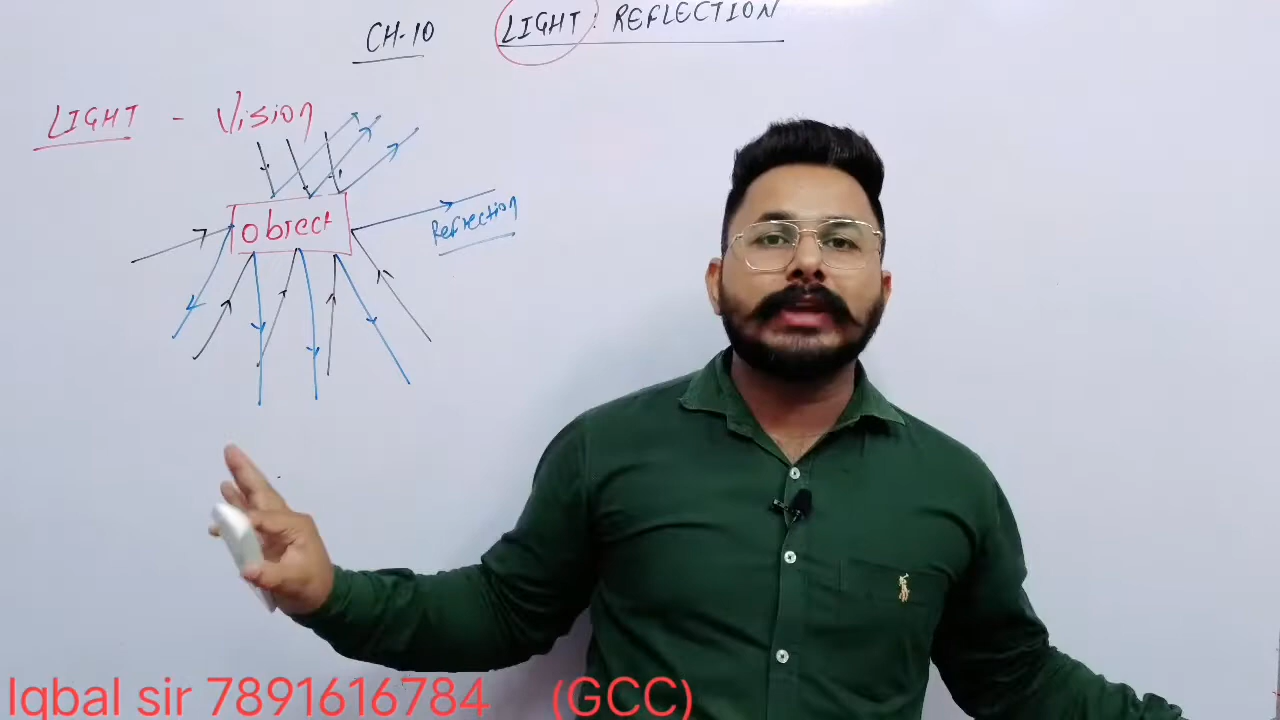 CH-10 LIGHT: REFLECTION
LIGHT - Vision
object
Reflection
Iqbal sir 7891616784 (GCC)